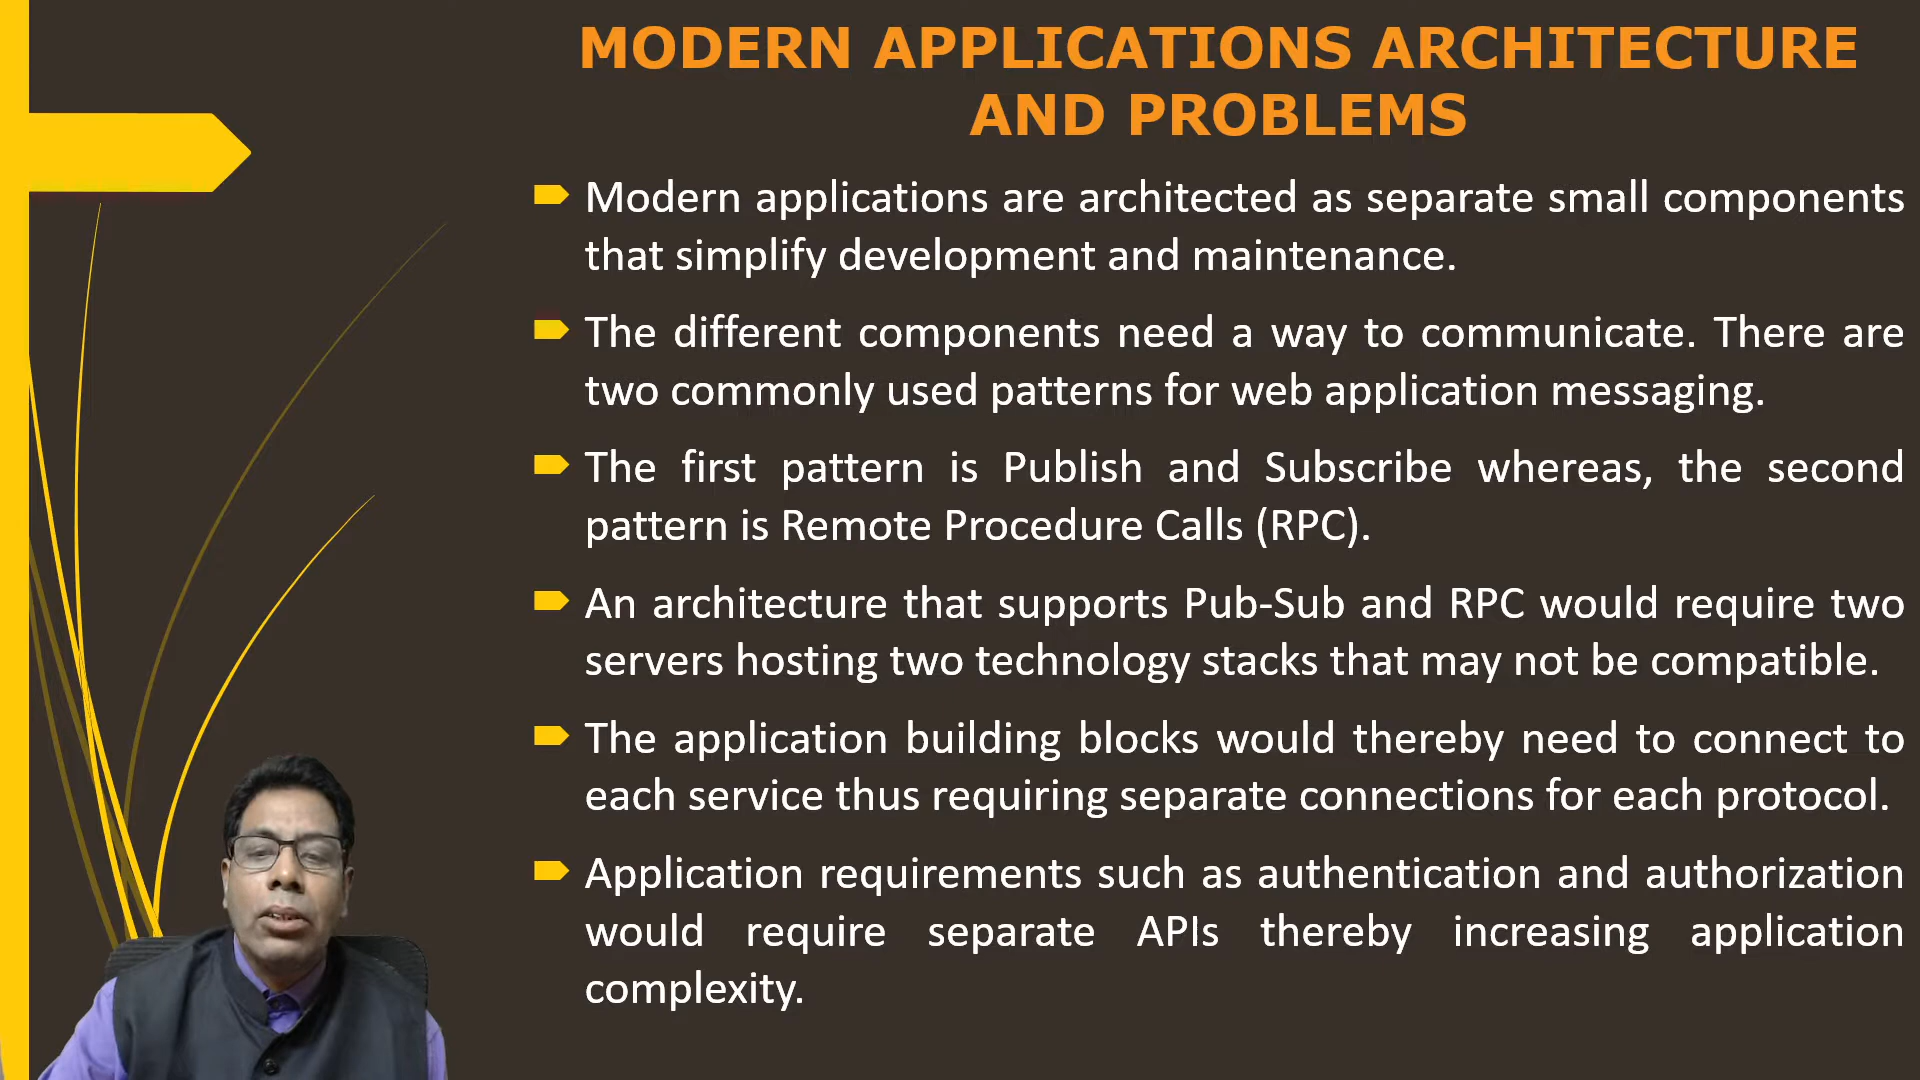 MODERN APPLICATIONS ARCHITECTURE
AND PROBLEMS
Modern applications are architected as separate small components
that simplify development and maintenance.
The different components need a way to communicate. There are
two commonly used patterns for web application messaging.
The first pattern is Publish and Subscribe whereas, the second
pattern is Remote Procedure Calls (RPC).
An architecture that supports Pub-Sub and RPC would require two
servers hosting two technology stacks that may not be compatible.
The application building blocks would thereby need to connect to
each service thus requiring separate connections for each protocol.
Application requirements such as authentication and authorization
would require separate APIs thereby increasing application
complexity.